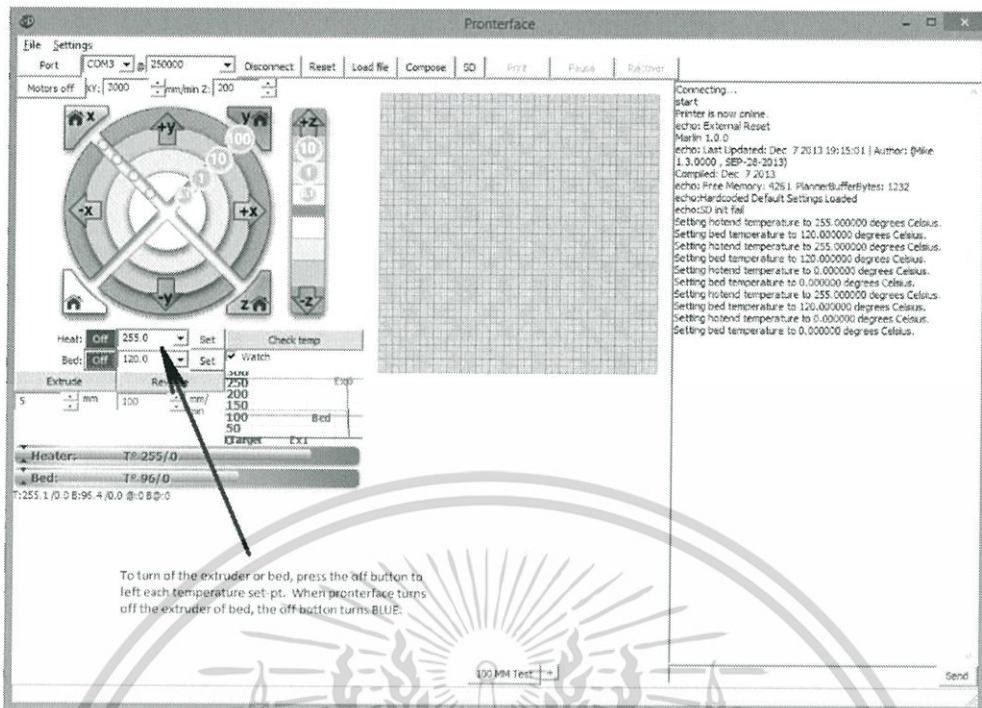 Pronterface
File Settings
Port COM3 @ 250000 Disconnect Reset Load file Compose SD Print Pause Recover
Motors off XY: 3000 mm/min Z: 200
x +y y 100 10 1 .1 -x +x -y z
+z 10 1 .1 -z
Heat: Off 255.0 Set Check temp
Bed: Off 120.0 Set Watch
Extrude
5 mm 100 mm/min
300
250 Ex0
200
150
100 Bed
50
Target Ex1
Heater: Tº 255/0
Bed: Tº 96/0
T:255.1 /0.0 B:96.4 /0.0 @:0 B@:0
To turn of the extruder or bed, press the off button to
left each temperature set-pt. When pronterface turns
off the extruder of bed, the off button turns BLUE.
100 MM Test +
Connecting...
start
Printer is now online.
echo: External Reset
Marlin 1.0.0
echo: Last Updated: Dec 7 2013 19:15:01 | Author: (Mike
1.3.0000 , SEP-28-2013)
Compiled: Dec 7 2013
echo: Free Memory: 4261 PlannerBufferBytes: 1232
echo:Hardcoded Default Settings Loaded
echo:SD init fail
Setting hotend temperature to 255.000000 degrees Celsius.
Setting bed temperature to 120.000000 degrees Celsius.
Setting hotend temperature to 255.000000 degrees Celsius.
Setting bed temperature to 120.000000 degrees Celsius.
Setting hotend temperature to 0.000000 degrees Celsius.
Setting bed temperature to 0.000000 degrees Celsius.
Setting hotend temperature to 255.000000 degrees Celsius.
Setting bed temperature to 120.000000 degrees Celsius.
Setting hotend temperature to 0.000000 degrees Celsius.
Setting bed temperature to 0.000000 degrees Celsius.
Send